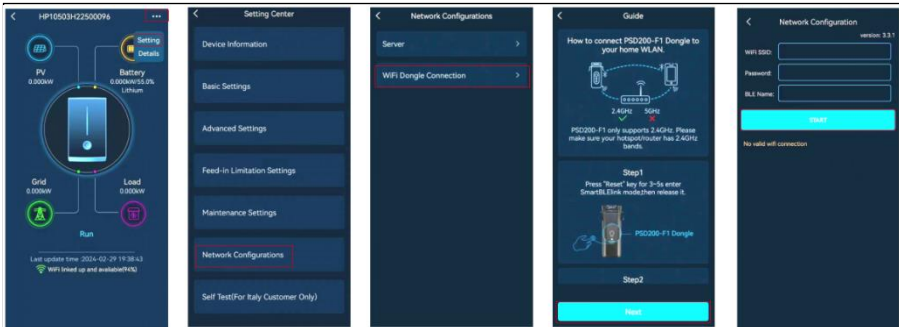 HP10503H22500096
Setting
Details
PV
0.000kW
Battery
0.000kW/55.0%
Lithium
Grid
0.000kW
Load
0.000kW
Run
Last update time :2024-02-29 19:38:43
WiFi linked up and available(94%)
Setting Center
Device Information
Basic Settings
Advanced Settings
Feed-in Limitation Settings
Maintenance Settings
Network Configurations
Self Test(For Italy Customer Only)
Network Configurations
Server
WiFi Dongle Connection
Guide
How to connect PSD200-F1 Dongle to
your home WLAN.
2.4GHz 5GHz
PSD200-F1 only supports 2.4GHz. Please
make sure your hotspot/router has 2.4GHz
bands.
Step1
Press "Reset" key for 3~5s enter
SmartBLElink mode,then release it.
PSD200-F1 Dongle
Step2
Next
Network Configuration
version: 3.3.1
WiFi SSID:
Password:
BLE Name:
START
No valid wifi connection